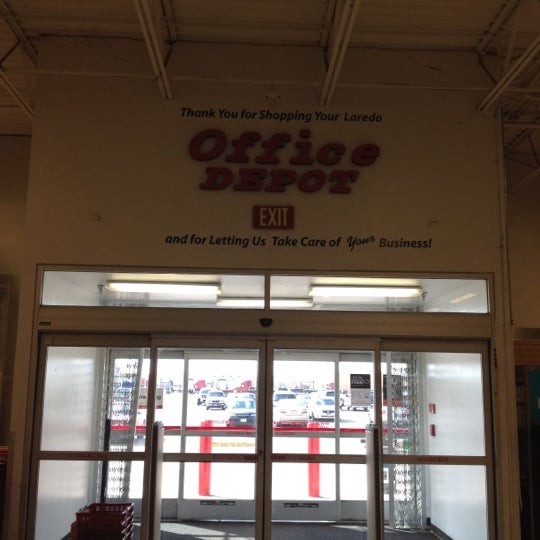 Thank You for Shopping Your Laredo
Office
DEPOT
EXIT
and for Letting Us Take Care of Your Business!